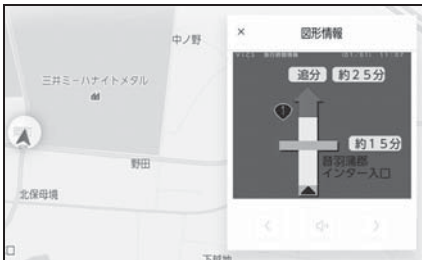 中ノ野
三井ミーハナイトメタル
野田
北保母境
×
図形情報
追分
約25分
1
約15分
音羽蒲郡
インター入口